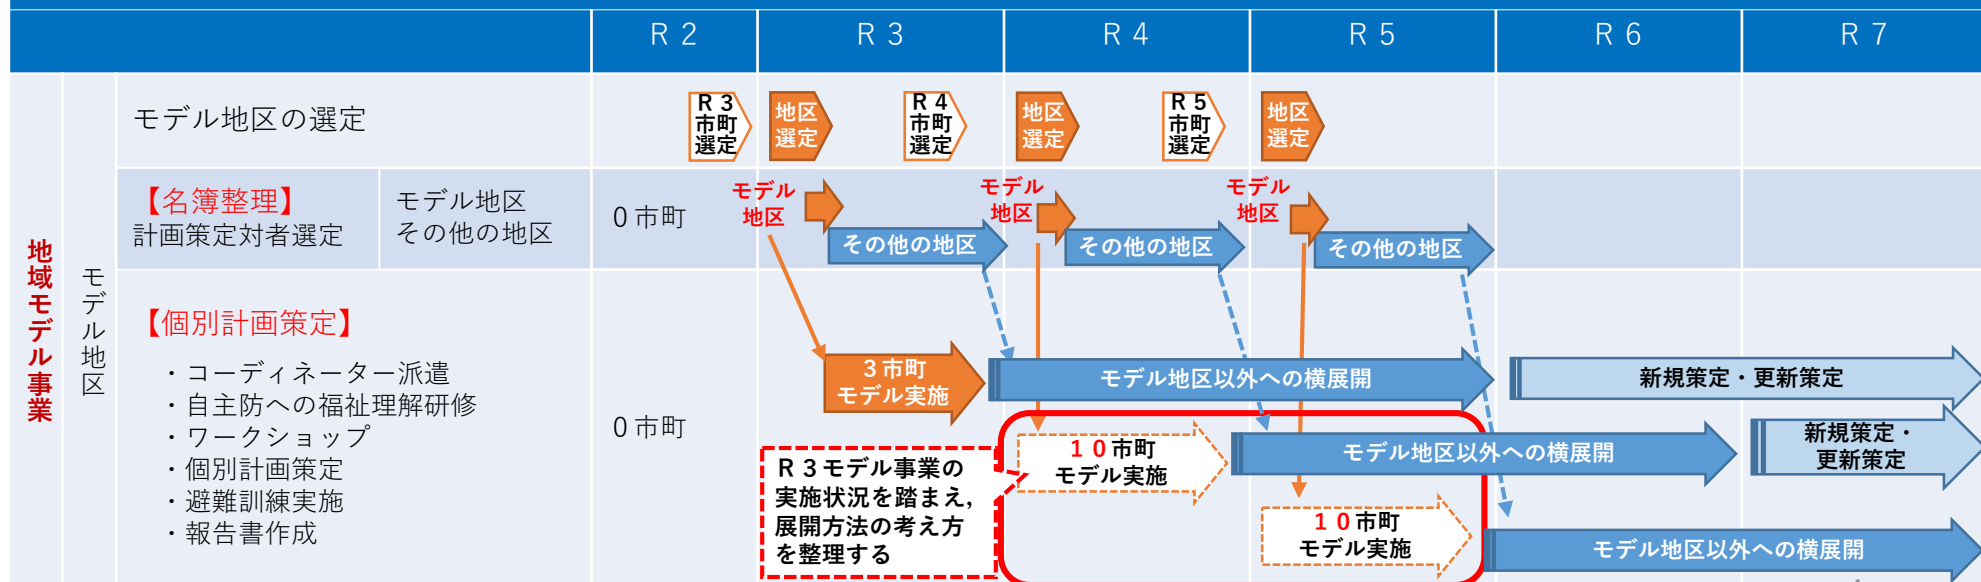 Ｒ２
Ｒ３
Ｒ４
Ｒ５
Ｒ６
Ｒ７
地域モデル事業
モデル地区
モデル地区の選定
Ｒ３
市町
選定
地区
選定
Ｒ４
市町
選定
地区
選定
Ｒ５
市町
選定
地区
選定
【名簿整理】
計画策定対者選定
モデル地区
その他の地区
０市町
モデル
地区
その他の地区
モデル
地区
その他の地区
モデル
地区
その他の地区
【個別計画策定】
・コーディネーター派遣
・自主防への福祉理解研修
・ワークショップ
・個別計画策定
・避難訓練実施
・報告書作成
０市町
３市町
モデル実施
モデル地区以外への横展開
新規策定・更新策定
Ｒ３モデル事業の
実施状況を踏まえ，
展開方法の考え方
を整理する
１０市町
モデル実施
モデル地区以外への横展開
新規策定・
更新策定
１０市町
モデル実施
モデル地区以外への横展開